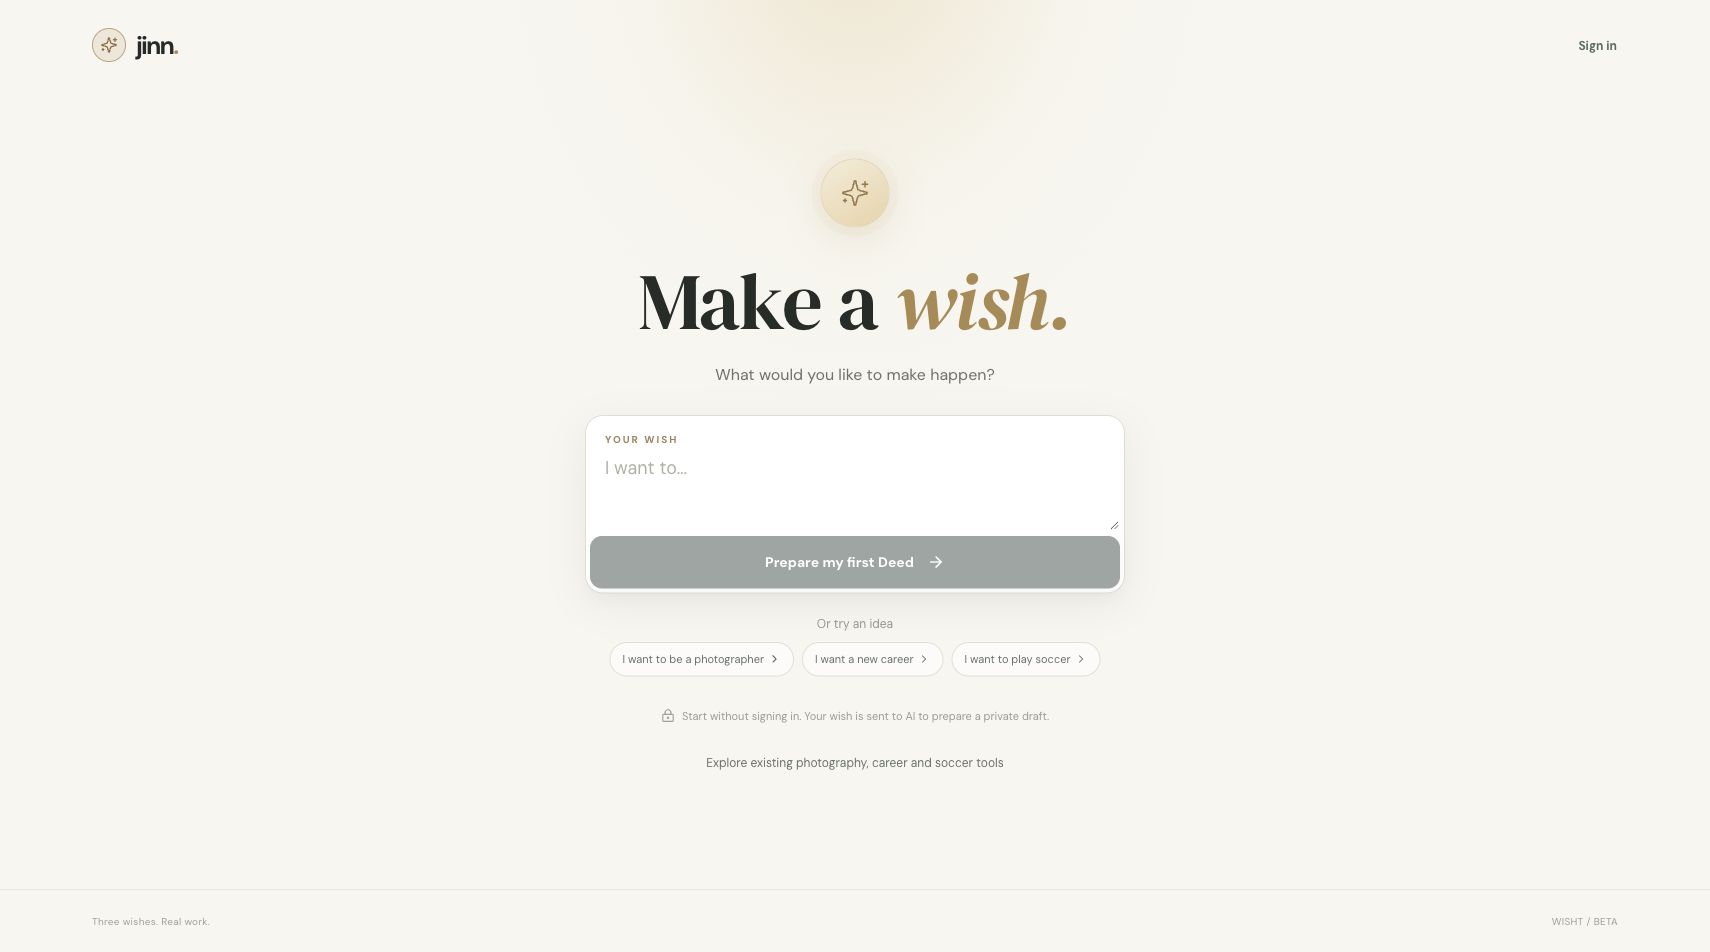 jinn.
Sign in
Make a wish.
What would you like to make happen?
YOUR WISH
I want to...
Prepare my first Deed
Or try an idea
I want to be a photographer
I want a new career
I want to play soccer
Start without signing in. Your wish is sent to AI to prepare a private draft.
Explore existing photography, career and soccer tools
Three wishes. Real work.
WISHT / BETA